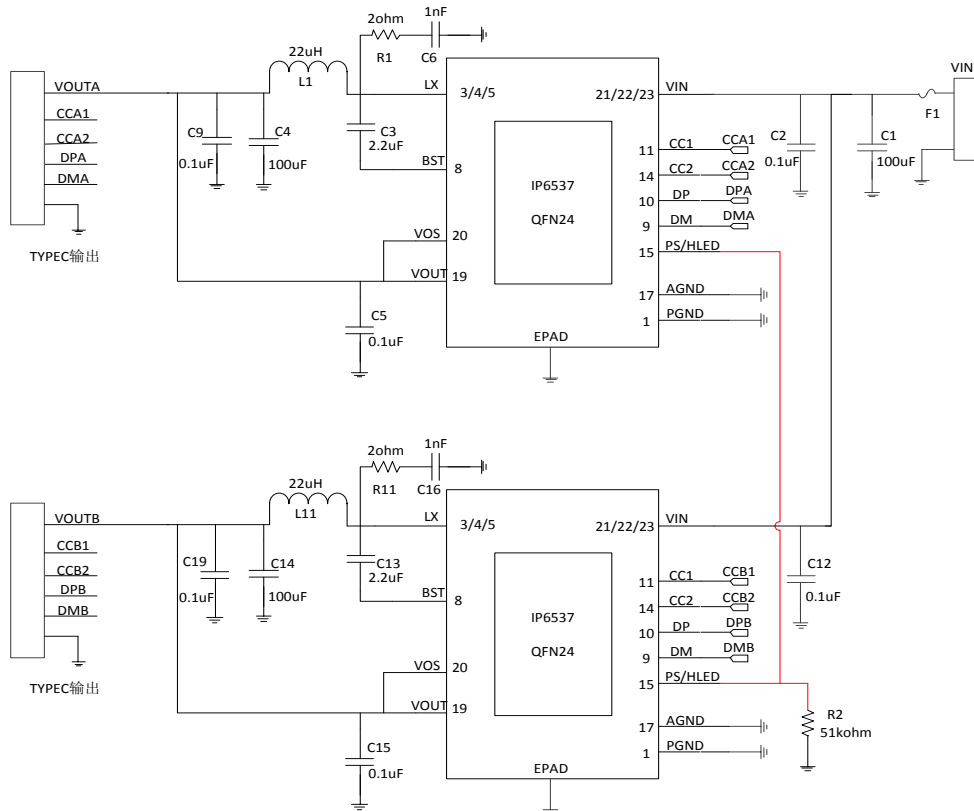 2ohm
1nF
R1
C6
22uH
L1
VOUTA
CCA1
CCA2
DPA
DMA
TYPEC输出
C9
0.1uF
C4
100uF
C3
2.2uF
LX
3/4/5
BST
8
VOS
20
VOUT
19
C5
0.1uF
IP6537
QFN24
EPAD
21/22/23
VIN
11
CC1
CCA1
14
CC2
CCA2
10
DP
DPA
9
DM
DMA
15
PS/HLED
17
AGND
1
PGND
C2
0.1uF
C1
100uF
F1
VIN
2ohm
1nF
R11
C16
22uH
L11
VOUTB
CCB1
CCB2
DPB
DMB
TYPEC输出
C19
0.1uF
C14
100uF
C13
2.2uF
LX
3/4/5
BST
8
VOS
20
VOUT
19
C15
0.1uF
IP6537
QFN24
EPAD
21/22/23
VIN
11
CC1
CCB1
14
CC2
CCB2
10
DP
DPB
9
DM
DMB
15
PS/HLED
17
AGND
1
PGND
C12
0.1uF
R2
51kohm